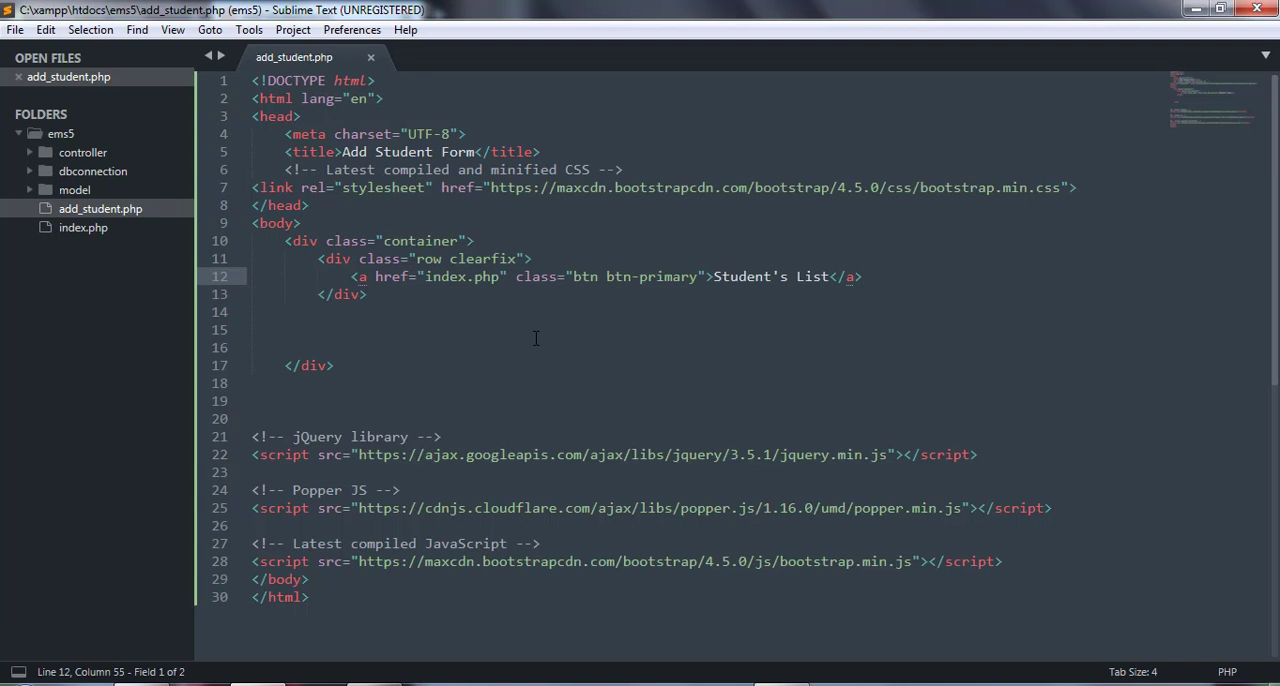 C:\xampp\htdocs\ems5\add_student.php (ems5) - Sublime Text (UNREGISTERED)
File Edit Selection Find View Goto Tools Project Preferences Help
OPEN FILES
add_student.php
FOLDERS
ems5
controller
dbconnection
model
add_student.php
index.php
add_student.php
1 <!DOCTYPE html>
2 <html lang="en">
3 <head>
4 <meta charset="UTF-8">
5 <title>Add Student Form</title>
6 <!-- Latest compiled and minified CSS -->
7 <link rel="stylesheet" href="https://maxcdn.bootstrapcdn.com/bootstrap/4.5.0/css/bootstrap.min.css">
8 </head>
9 <body>
10 <div class="container">
11 <div class="row clearfix">
12 <a href="index.php" class="btn btn-primary">Student's List</a>
13 </div>
14
15
16
17 </div>
18
19
20
21 <!-- jQuery library -->
22 <script src="https://ajax.googleapis.com/ajax/libs/jquery/3.5.1/jquery.min.js"></script>
23
24 <!-- Popper JS -->
25 <script src="https://cdnjs.cloudflare.com/ajax/libs/popper.js/1.16.0/umd/popper.min.js"></script>
26
27 <!-- Latest compiled JavaScript -->
28 <script src="https://maxcdn.bootstrapcdn.com/bootstrap/4.5.0/js/bootstrap.min.js"></script>
29 </body>
30 </html>
Line 12, Column 55 - Field 1 of 2
Tab Size: 4
PHP